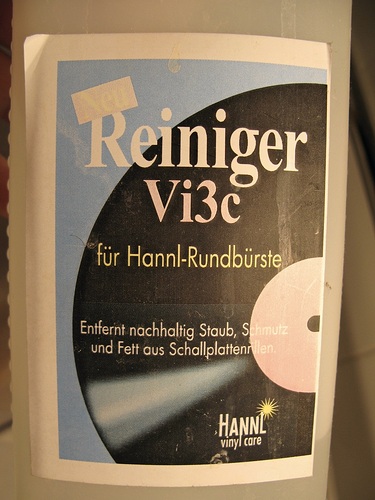 Neu
Reiniger
Vi3c
für Hannl-Rundbürste
Entfernt nachhaltig Staub, Schmutz
und Fett aus Schallplattenrillen.
HANNL
vinyl care